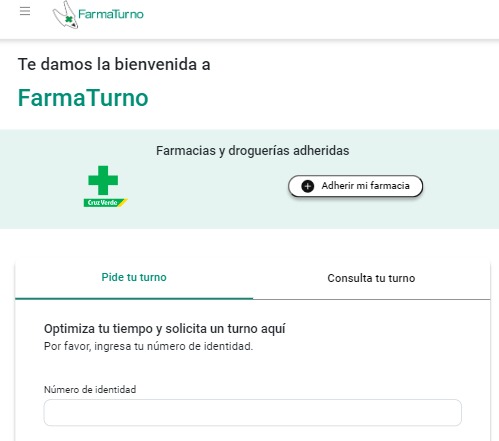 FarmaTurno
Te damos la bienvenida a
FarmaTurno
Farmacias y droguerías adheridas
Cruz Verde
Adherir mi farmacia
Pide tu turno
Consulta tu turno
Optimiza tu tiempo y solicita un turno aquí
Por favor, ingresa tu número de identidad.
Número de identidad